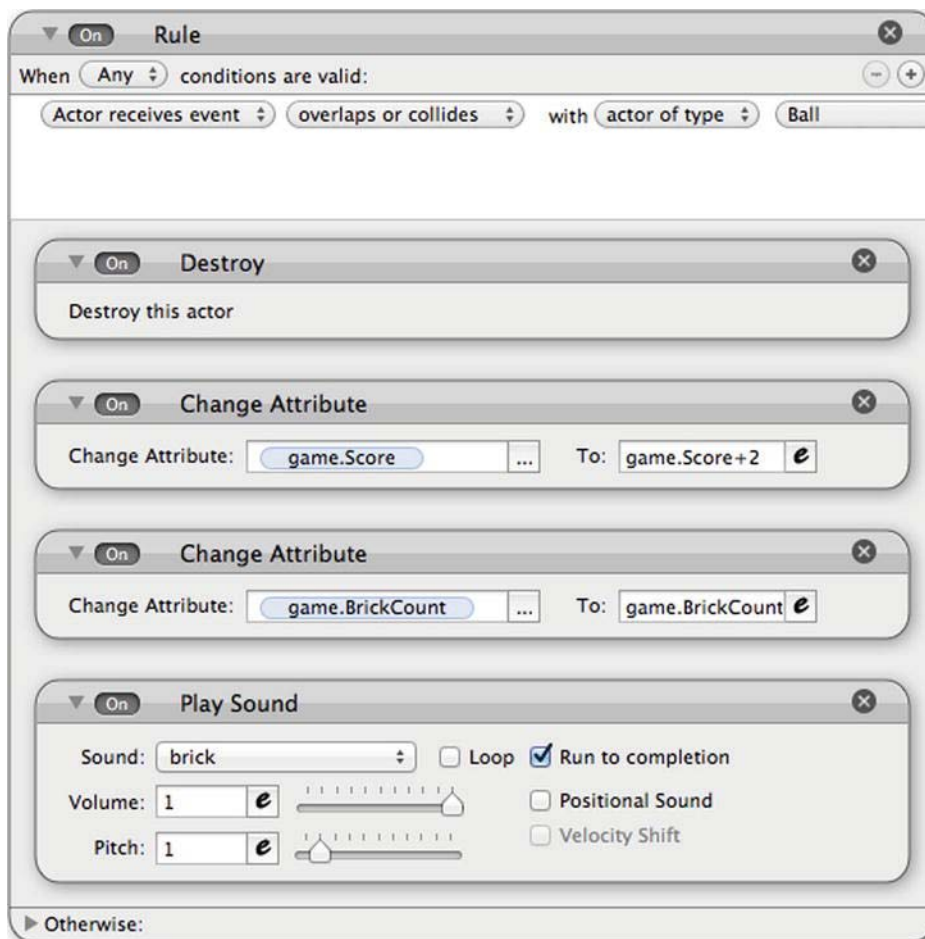 On Rule
When Any conditions are valid: - +
Actor receives event overlaps or collides with actor of type Ball
On Destroy
Destroy this actor
On Change Attribute
Change Attribute: game.Score ... To: game.Score+2 e
On Change Attribute
Change Attribute: game.BrickCount ... To: game.BrickCount e
On Play Sound
Sound: brick Loop Run to completion
Volume: 1 e Positional Sound
Pitch: 1 e Velocity Shift
Otherwise: